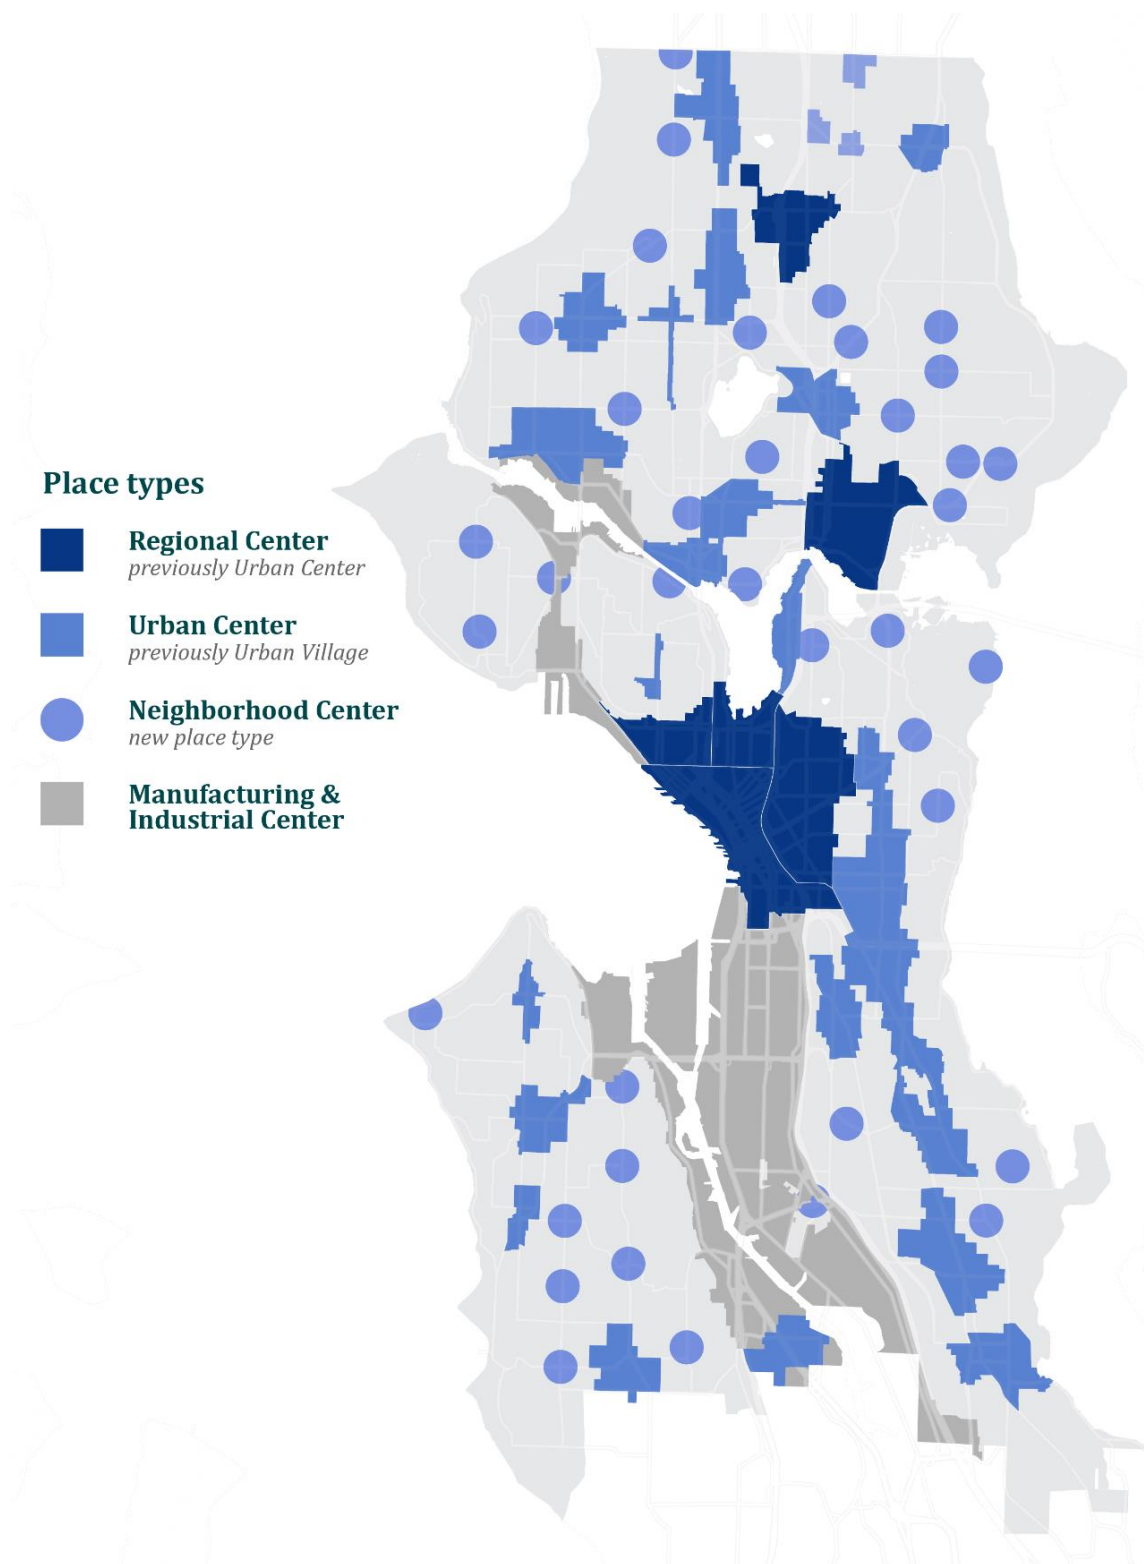 Place types
Regional Center
previously Urban Center
Urban Center
previously Urban Village
Neighborhood Center
new place type
Manufacturing &
Industrial Center